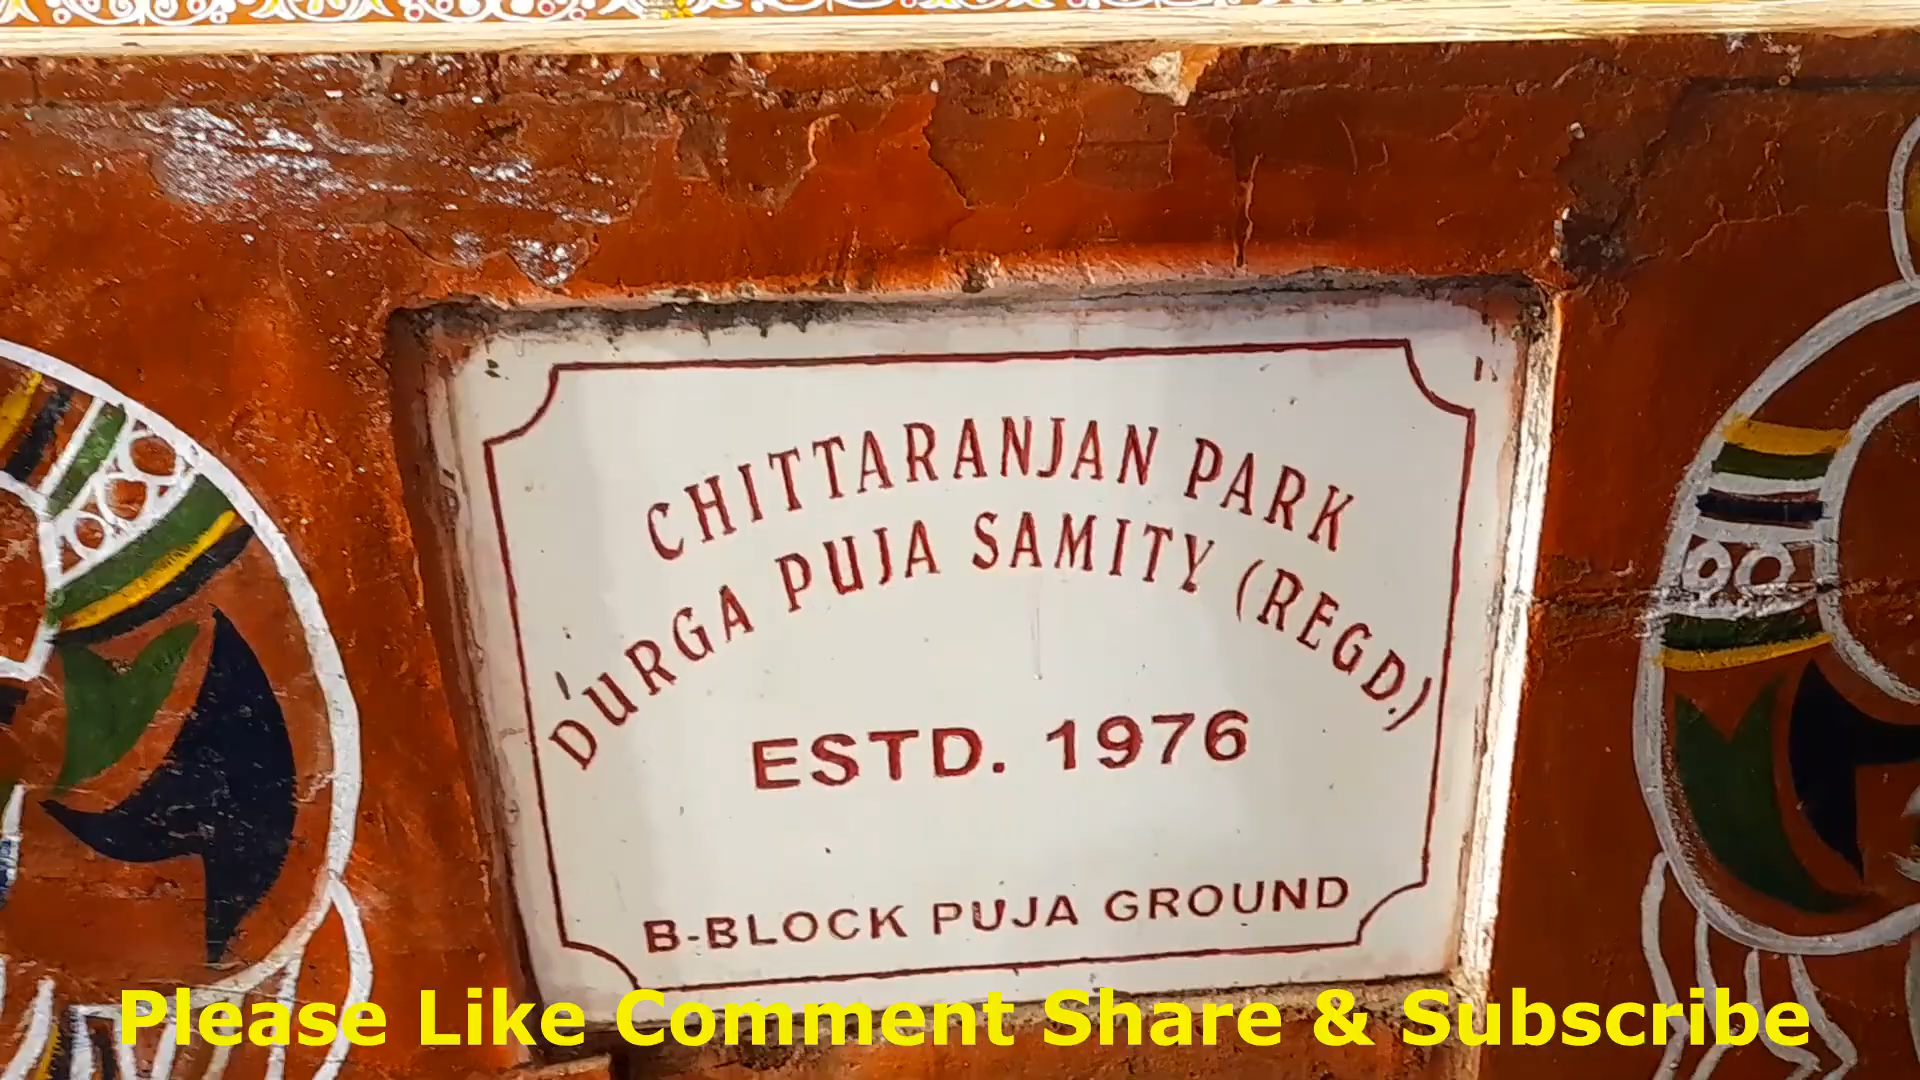 CHITTARANJAN PARK
DURGA PUJA SAMITY (REGD.)
ESTD. 1976
B-BLOCK PUJA GROUND
Please Like Comment Share & Subscribe